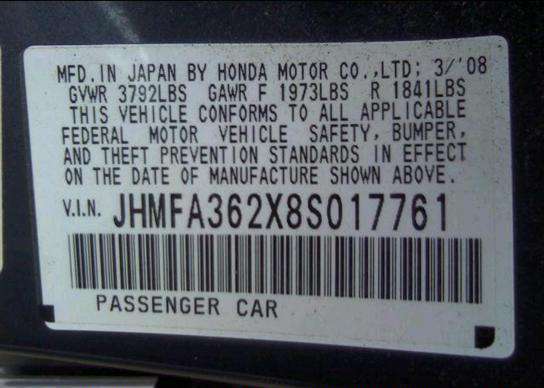 MFD. IN JAPAN BY HONDA MOTOR CO.,LTD; 3/'08
GVWR 3792LBS GAWR F 1973LBS R 1841LBS
THIS VEHICLE CONFORMS TO ALL APPLICABLE
FEDERAL MOTOR VEHICLE SAFETY, BUMPER,
AND THEFT PREVENTION STANDARDS IN EFFECT
ON THE DATE OF MANUFACTURE SHOWN ABOVE.
V.I.N. JHMFA362X8S017761
PASSENGER CAR